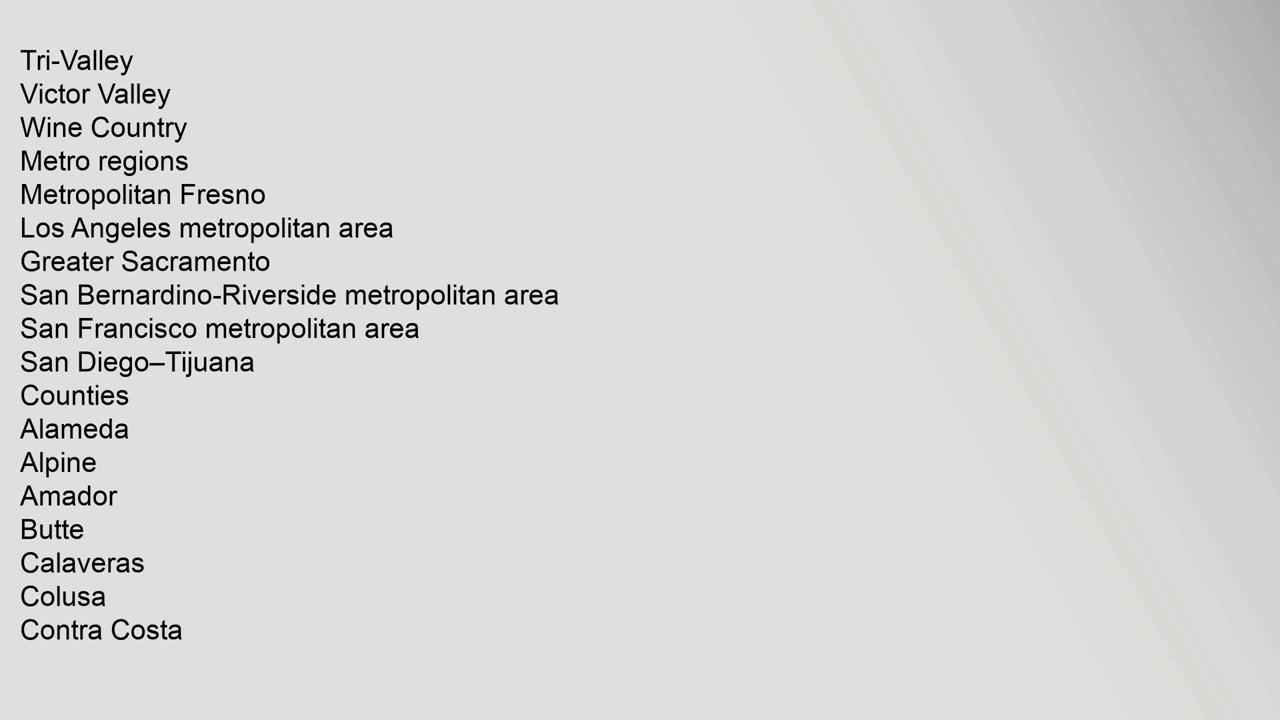 Tri-Valley
Victor Valley
Wine Country
Metro regions
Metropolitan Fresno
Los Angeles metropolitan area
Greater Sacramento
San Bernardino-Riverside metropolitan area
San Francisco metropolitan area
San Diego–Tijuana
Counties
Alameda
Alpine
Amador
Butte
Calaveras
Colusa
Contra Costa